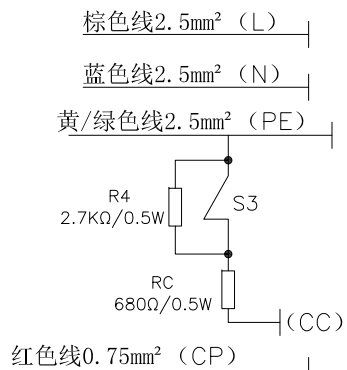 棕色线2.5mm² (L)
蓝色线2.5mm² (N)
黄/绿色线2.5mm² (PE)
R4
2.7KΩ/0.5W
S3
RC
680Ω/0.5W
(CC)
红色线0.75mm² (CP)